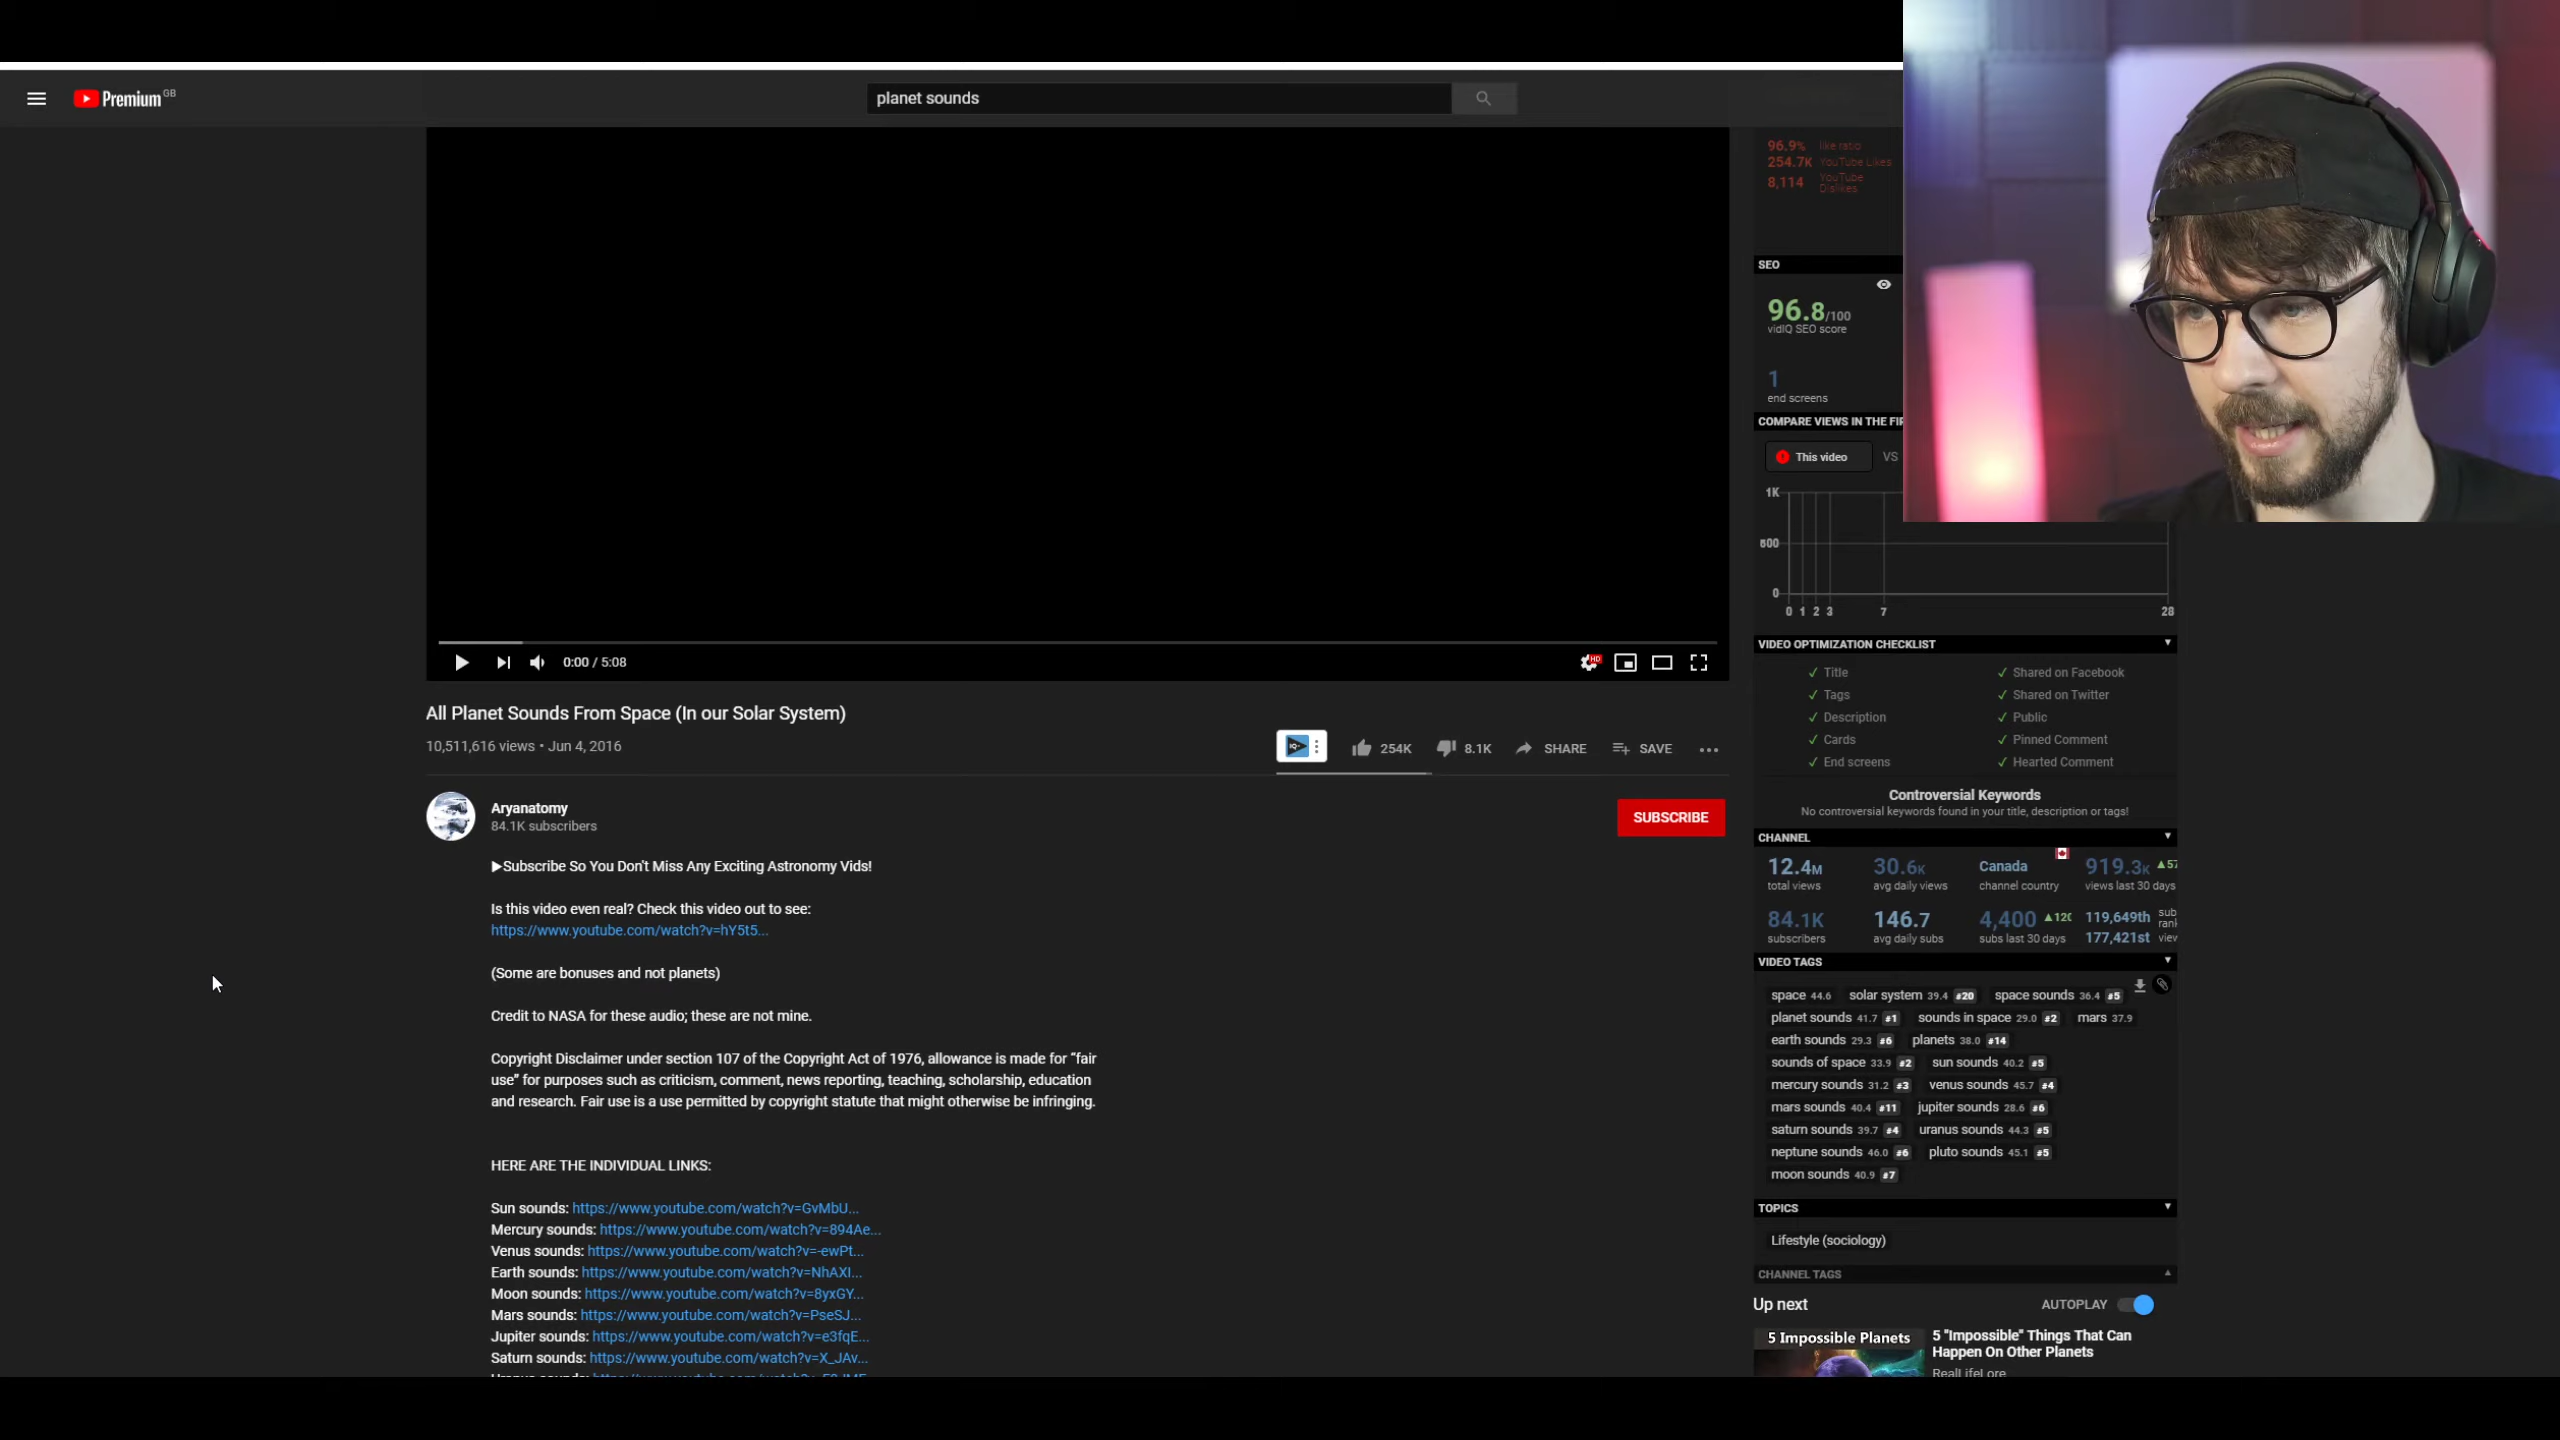 Premium GB
planet sounds
96.9% like ratio
254.7K YouTube Likes
8,114 YouTube Dislikes
SEO
96.8/100
vidIQ SEO score
1
end screens
COMPARE VIEWS IN THE FI
This video VS
1K
500
0
0 1 2 3 7 28
0:00 / 5:08
HD
All Planet Sounds From Space (In our Solar System)
10,511,616 views • Jun 4, 2016
254K 8.1K SHARE SAVE
Aryanatomy
84.1K subscribers
SUBSCRIBE
▶Subscribe So You Don't Miss Any Exciting Astronomy Vids!
Is this video even real? Check this video out to see:
https://www.youtube.com/watch?v=hY5t5...
(Some are bonuses and not planets)
Credit to NASA for these audio; these are not mine.
Copyright Disclaimer under section 107 of the Copyright Act of 1976, allowance is made for “fair
use” for purposes such as criticism, comment, news reporting, teaching, scholarship, education
and research. Fair use is a use permitted by copyright statute that might otherwise be infringing.
HERE ARE THE INDIVIDUAL LINKS:
Sun sounds: https://www.youtube.com/watch?v=GvMbU...
Mercury sounds: https://www.youtube.com/watch?v=894Ae...
Venus sounds: https://www.youtube.com/watch?v=-ewPt...
Earth sounds: https://www.youtube.com/watch?v=NhAXI...
Moon sounds: https://www.youtube.com/watch?v=8yxGY...
Mars sounds: https://www.youtube.com/watch?v=PseSJ...
Jupiter sounds: https://www.youtube.com/watch?v=e3fqE...
Saturn sounds: https://www.youtube.com/watch?v=X_JAv...
VIDEO OPTIMIZATION CHECKLIST
✓ Title ✓ Shared on Facebook
✓ Tags ✓ Shared on Twitter
✓ Description ✓ Public
✓ Cards ✓ Pinned Comment
✓ End screens ✓ Hearted Comment
Controversial Keywords
No controversial keywords found in your title, description or tags!
CHANNEL
12.4M 30.6K Canada 919.3K ▲57
total views avg daily views channel country views last 30 days
84.1K 146.7 4,400 ▲12 119,649th sub rank
subscribers avg daily subs subs last 30 days 177,421st view
VIDEO TAGS
space 44.6 solar system 39.4 #20 space sounds 36.4 #5
planet sounds 41.7 #1 sounds in space 29.0 #2 mars 37.9
earth sounds 29.3 #6 planets 38.0 #14
sounds of space 33.9 #2 sun sounds 40.2 #5
mercury sounds 31.2 #3 venus sounds 45.7 #4
mars sounds 40.4 #11 jupiter sounds 28.6 #6
saturn sounds 39.7 #4 uranus sounds 44.3 #5
neptune sounds 46.0 #6 pluto sounds 45.1 #5
moon sounds 40.9 #7
TOPICS
Lifestyle (sociology)
CHANNEL TAGS
Up next AUTOPLAY
5 Impossible Planets
5 "Impossible" Things That Can
Happen On Other Planets
RealLifeLore